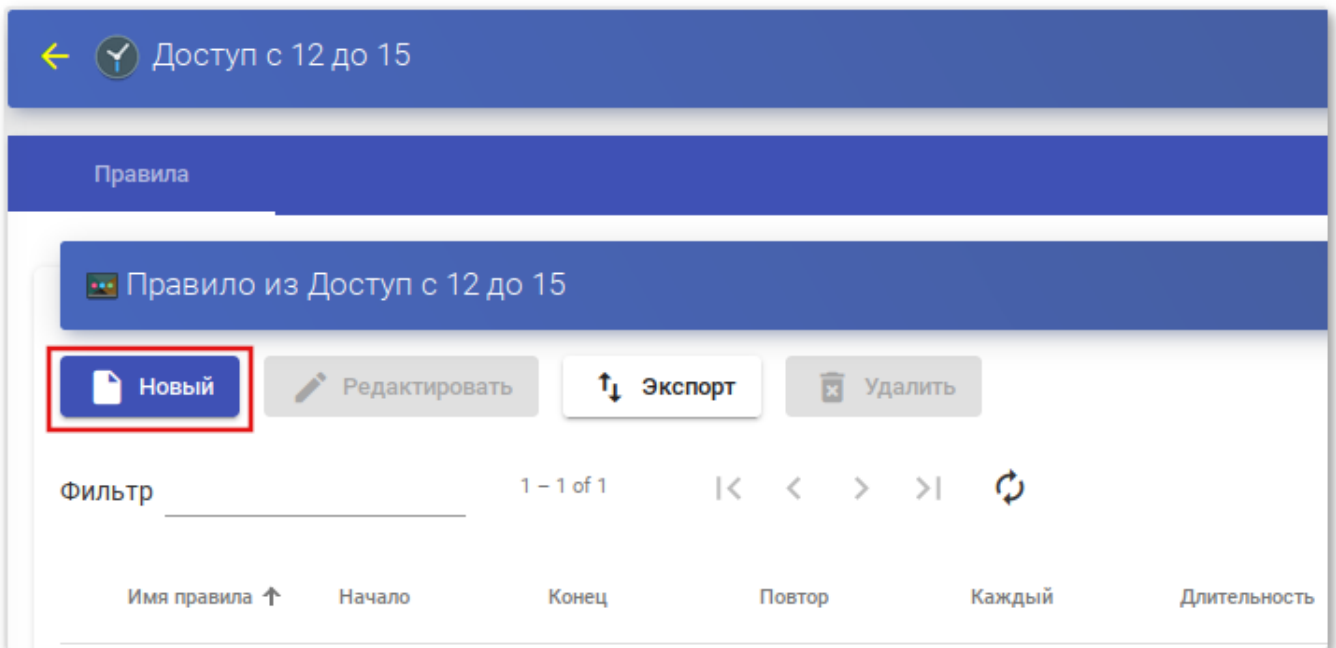 Доступ с 12 до 15
Правила
Правило из Доступ с 12 до 15
Новый Редактировать Экспорт Удалить
Фильтр 1 – 1 of 1
Имя правила Начало Конец Повтор Каждый Длительность